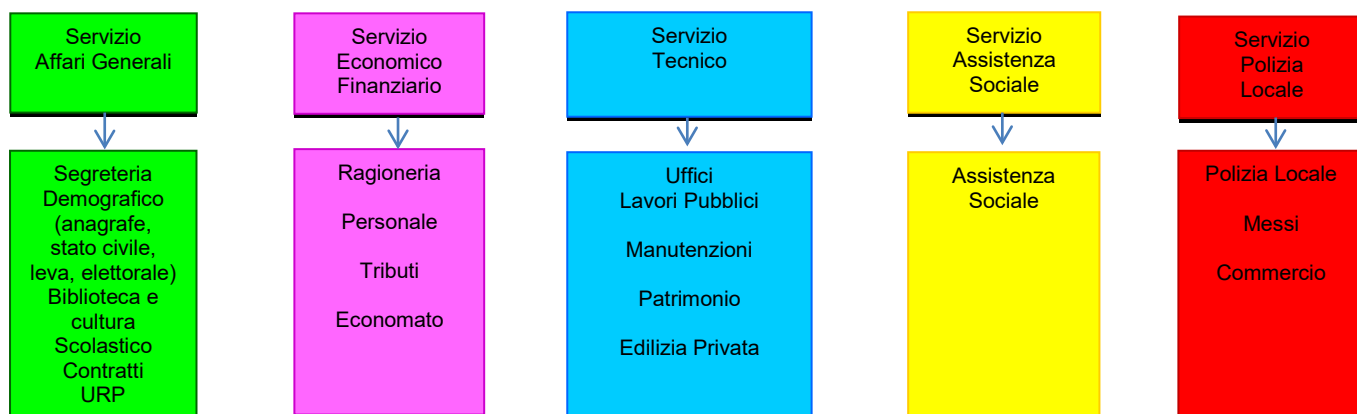 Servizio
Affari Generali
Servizio
Economico
Finanziario
Servizio
Tecnico
Servizio
Assistenza
Sociale
Servizio
Polizia
Locale
Segreteria
Demografico
(anagrafe,
stato civile,
leva, elettorale)
Biblioteca e
cultura
Scolastico
Contratti
URP
Ragioneria
Personale
Tributi
Economato
Uffici
Lavori Pubblici
Manutenzioni
Patrimonio
Edilizia Privata
Assistenza
Sociale
Polizia Locale
Messi
Commercio